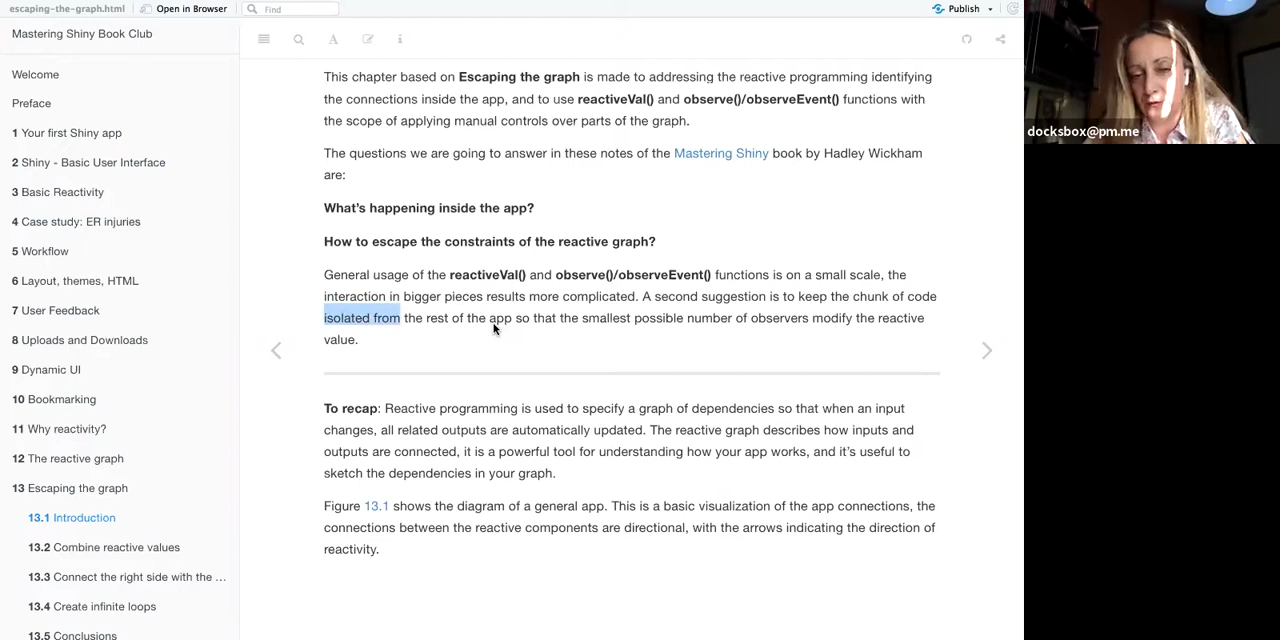 escaping-the-graph.html
Open in Browser
Find
Publish
Mastering Shiny Book Club
Welcome
Preface
1 Your first Shiny app
2 Shiny - Basic User Interface
3 Basic Reactivity
4 Case study: ER injuries
5 Workflow
6 Layout, themes, HTML
7 User Feedback
8 Uploads and Downloads
9 Dynamic UI
10 Bookmarking
11 Why reactivity?
12 The reactive graph
13 Escaping the graph
13.1 Introduction
13.2 Combine reactive values
13.3 Connect the right side with the ...
13.4 Create infinite loops
13.5 Conclusions
This chapter based on Escaping the graph is made to addressing the reactive programming identifying
the connections inside the app, and to use reactiveVal() and observe()/observeEvent() functions with
the scope of applying manual controls over parts of the graph.
The questions we are going to answer in these notes of the Mastering Shiny book by Hadley Wickham
are:
What's happening inside the app?
How to escape the constraints of the reactive graph?
General usage of the reactiveVal() and observe()/observeEvent() functions is on a small scale, the
interaction in bigger pieces results more complicated. A second suggestion is to keep the chunk of code
isolated from the rest of the app so that the smallest possible number of observers modify the reactive
value.
To recap: Reactive programming is used to specify a graph of dependencies so that when an input
changes, all related outputs are automatically updated. The reactive graph describes how inputs and
outputs are connected, it is a powerful tool for understanding how your app works, and it's useful to
sketch the dependencies in your graph.
Figure 13.1 shows the diagram of a general app. This is a basic visualization of the app connections, the
connections between the reactive components are directional, with the arrows indicating the direction of
reactivity.
docksbox@pm.me